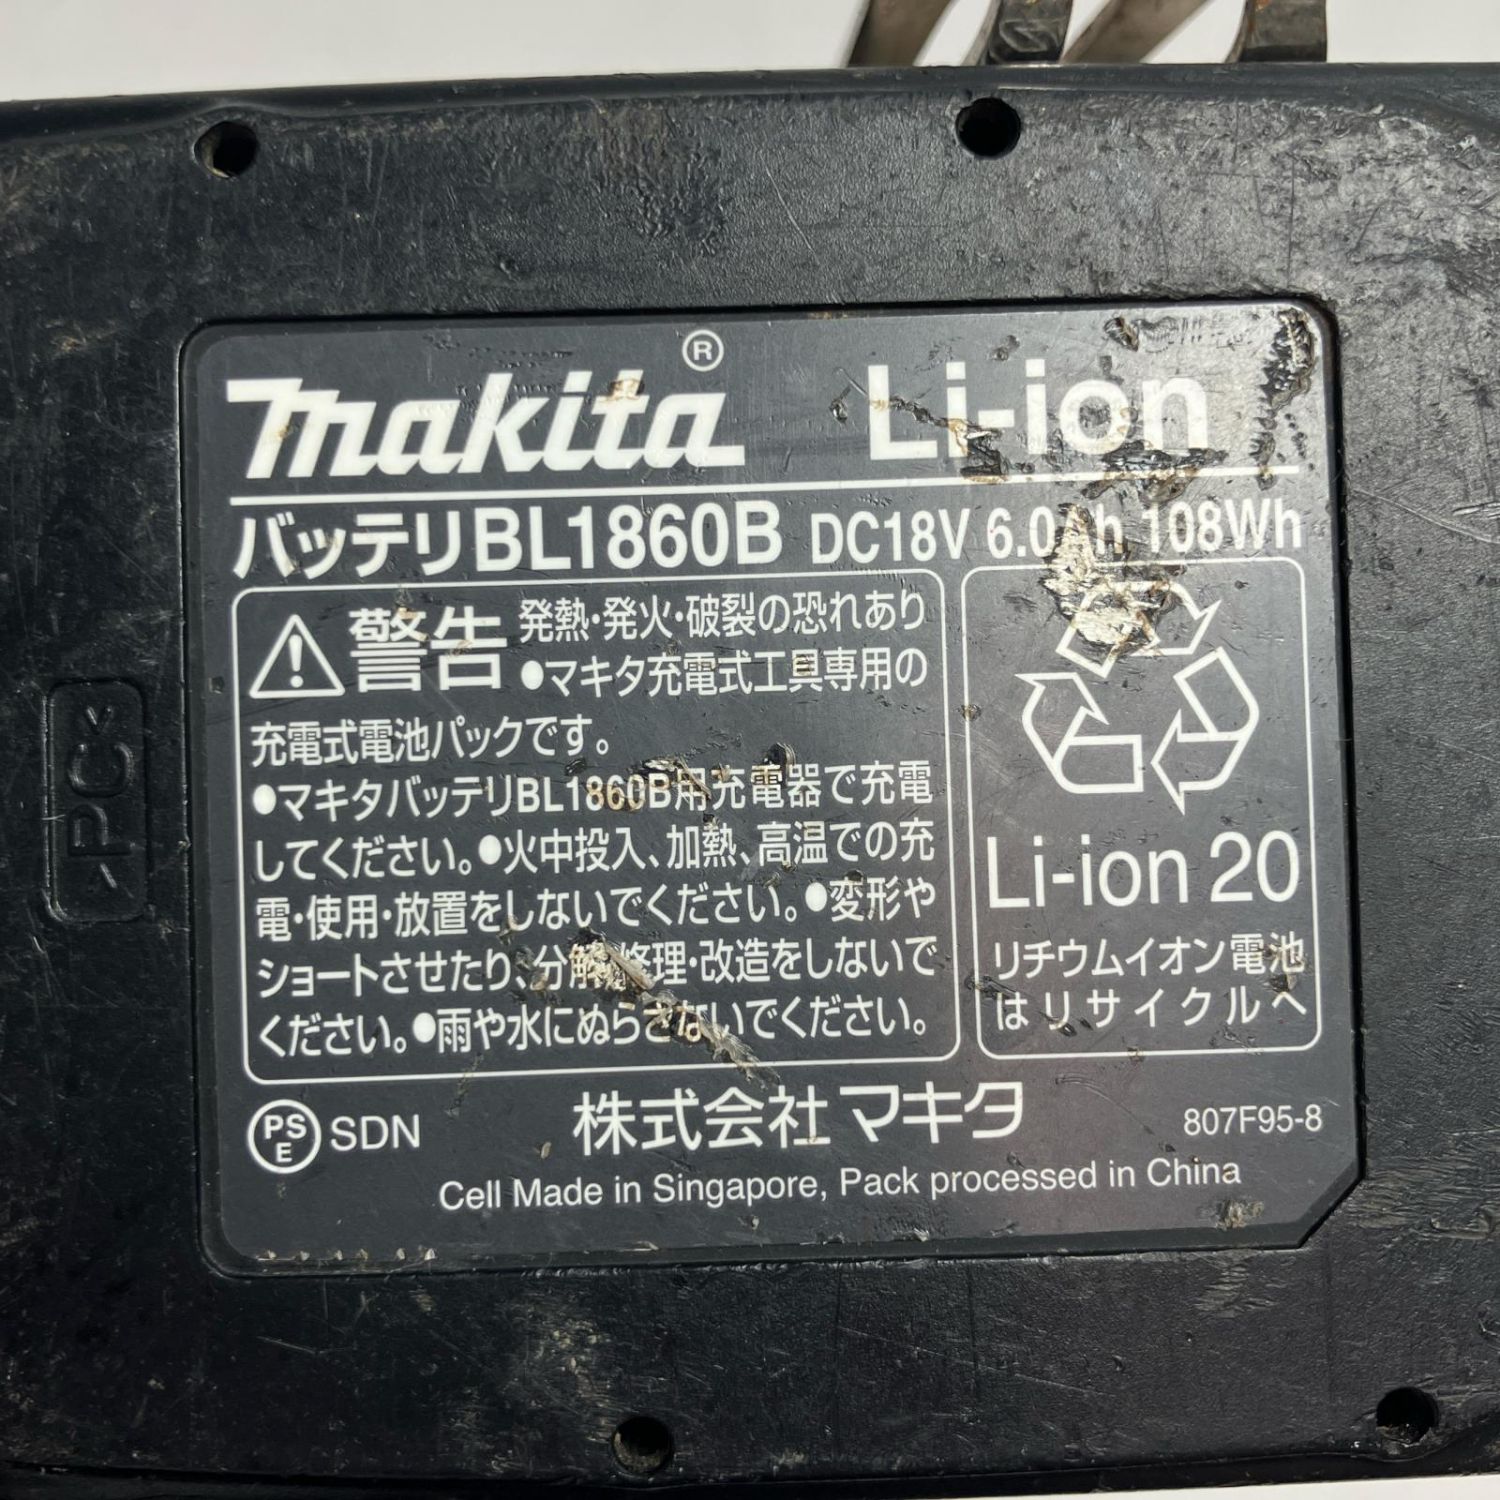 makita® Li-ion
バッテリBL1860B DC18V 6.0Ah 108Wh
警告 発熱・発火・破裂の恐れあり
●マキタ充電式工具専用の
充電式電池パックです。
●マキタバッテリBL1860B用充電器で充電
してください。●火中投入、加熱、高温での充
電・使用・放置をしないでください。●変形や
ショートさせたり、分解・修理・改造をしないで
ください。●雨や水にぬらさないでください。
Li-ion 20
リチウムイオン電池
はリサイクルへ
PS
E
SDN
株式会社マキタ
807F95-8
Cell Made in Singapore, Pack processed in China
>PC<